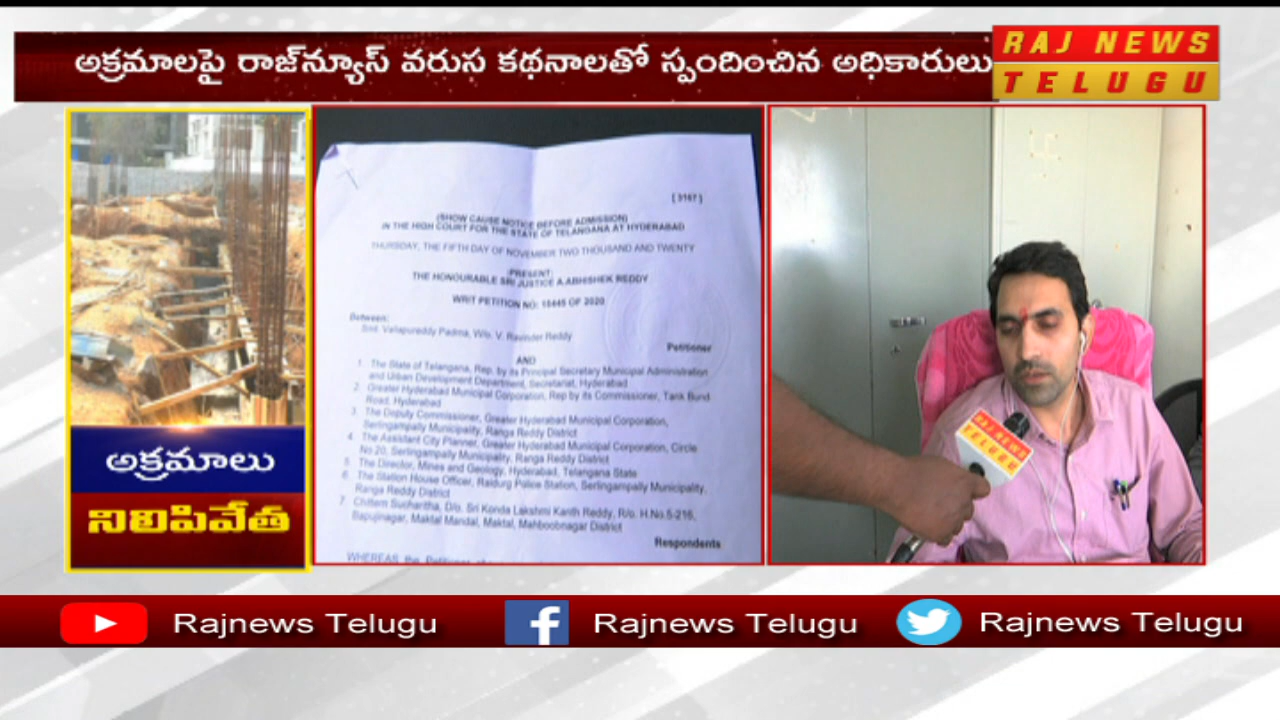 అక్రమాలపై రాజ్‌న్యూస్ వరుస కథనాలతో స్పందించిన అధికారులు
RAJ NEWS
TELUGU
అక్రమాలు
నిలిపివేత
[ 3167 ]
(SHOW CAUSE NOTICE BEFORE ADMISSION)
IN THE HIGH COURT FOR THE STATE OF TELANGANA AT HYDERABAD
THURSDAY, THE FIFTH DAY OF NOVEMBER TWO THOUSAND AND TWENTY
:PRESENT:
THE HONOURABLE SRI JUSTICE A.ABHISHEK REDDY
WRIT PETITION NO: OF 2020
Between:
Smt. Vallapureddy Padma, W/o. V. Ravinder Reddy
Petitioner
AND
1. The State of Telangana, Rep. by its Principal Secretary Municipal Administration
and Urban Development Department, Secretariat, Hyderabad
2. Greater Hyderabad Municipal Corporation, Rep by its Commissioner, Tank Bund
Road, Hyderabad
3. The Deputy Commissioner, Greater Hyderabad Municipal Corporation,
Serlingampally Municipality, Ranga Reddy District
4. The Assistant City Planner, Greater Hyderabad Municipal Corporation, Circle
No 20, Serlingampally Municipality, Ranga Reddy District
5. The Director, Mines and Geology, Hyderabad, Telangana State
6. The Station House Officer, Raidurg Police Station, Serlingampally Municipality,
Ranga Reddy District
7. Chittem Sucharitha, D/o. Sri Konda Lakshmi Kanth Reddy, R/o. H.No.5-216,
Bapujinagar, Maktal Mandal, Maktal, Mahboobnagar District
Respondents
WHEREAS the Petitioner
RAJ NEWS
TELUGU
Rajnews Telugu
Rajnews Telugu
Rajnews Telugu